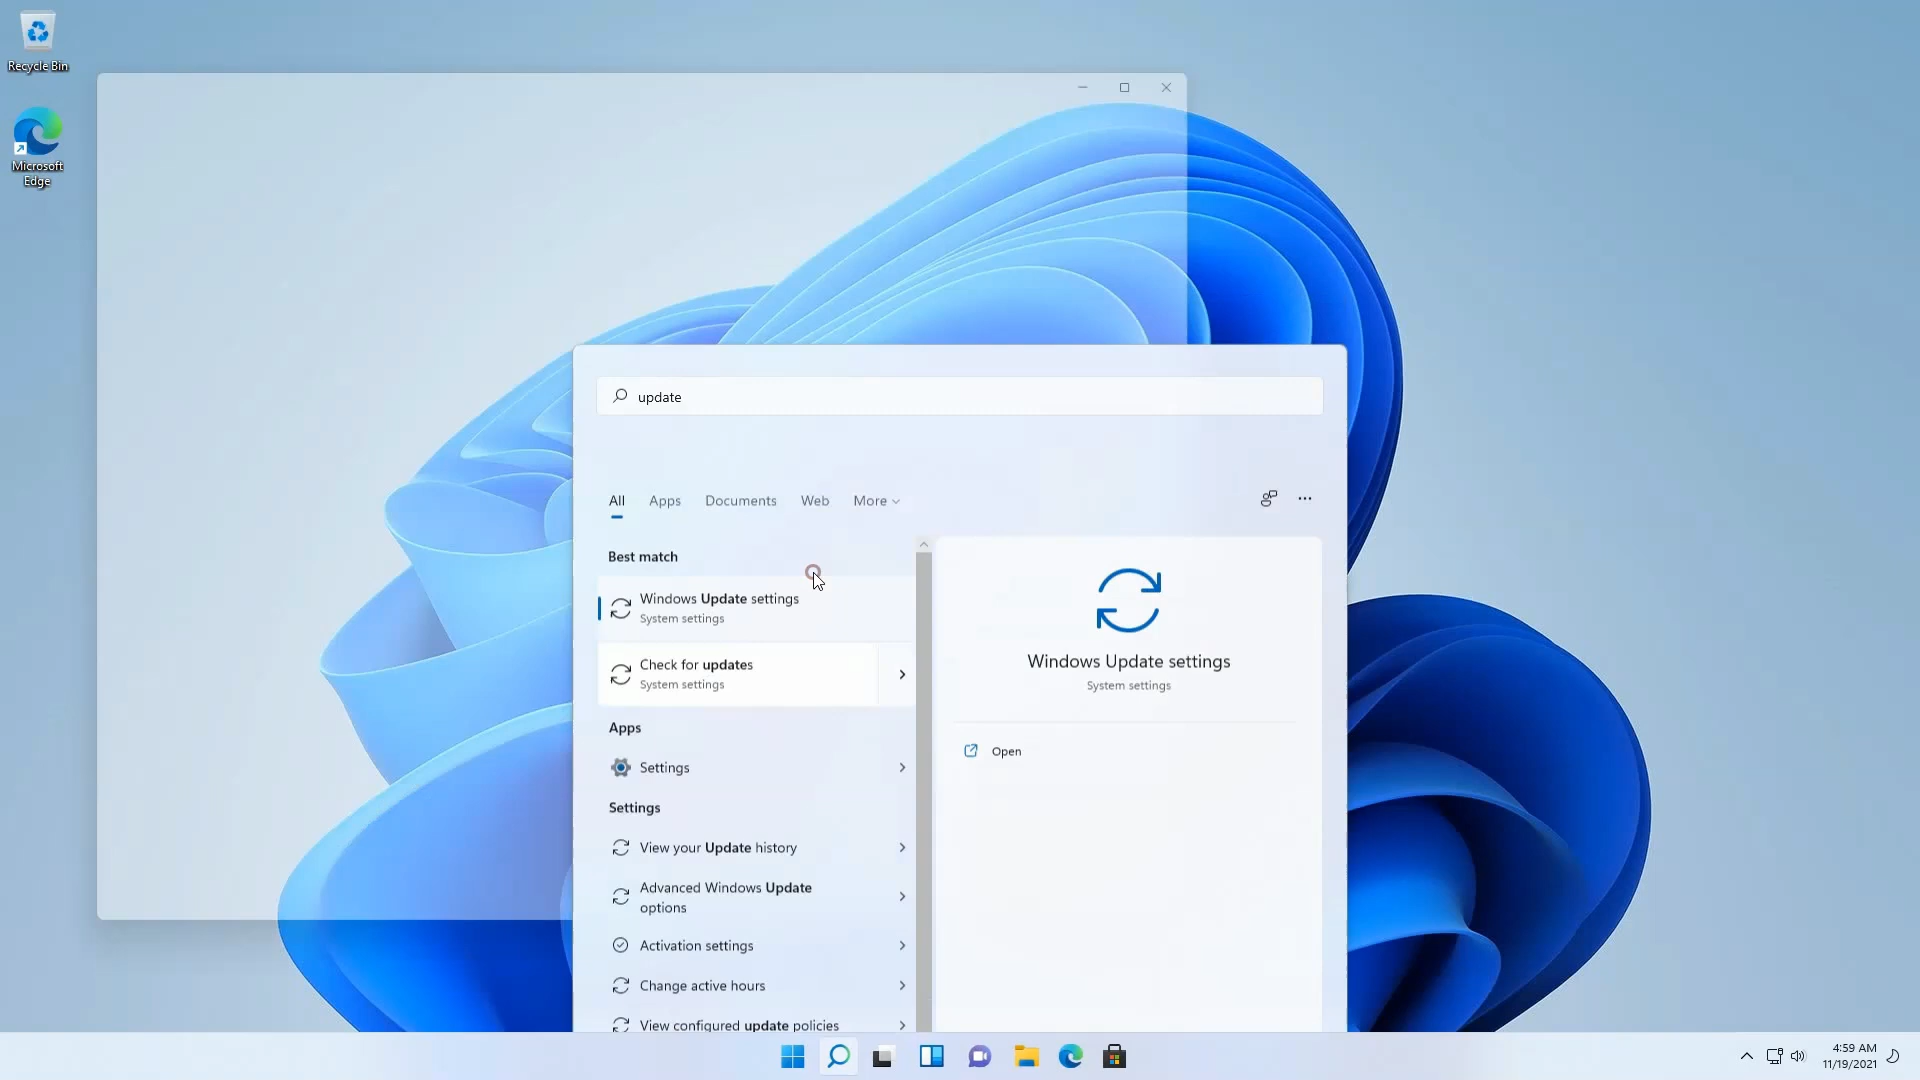 Recycle Bin
Microsoft
Edge
update
All Apps Documents Web More
Best match
Windows Update settings
System settings
Check for updates
System settings
Apps
Settings
Settings
View your Update history
Advanced Windows Update
options
Activation settings
Change active hours
View configured update policies
Windows Update settings
System settings
Open
4:59 AM
11/19/2021